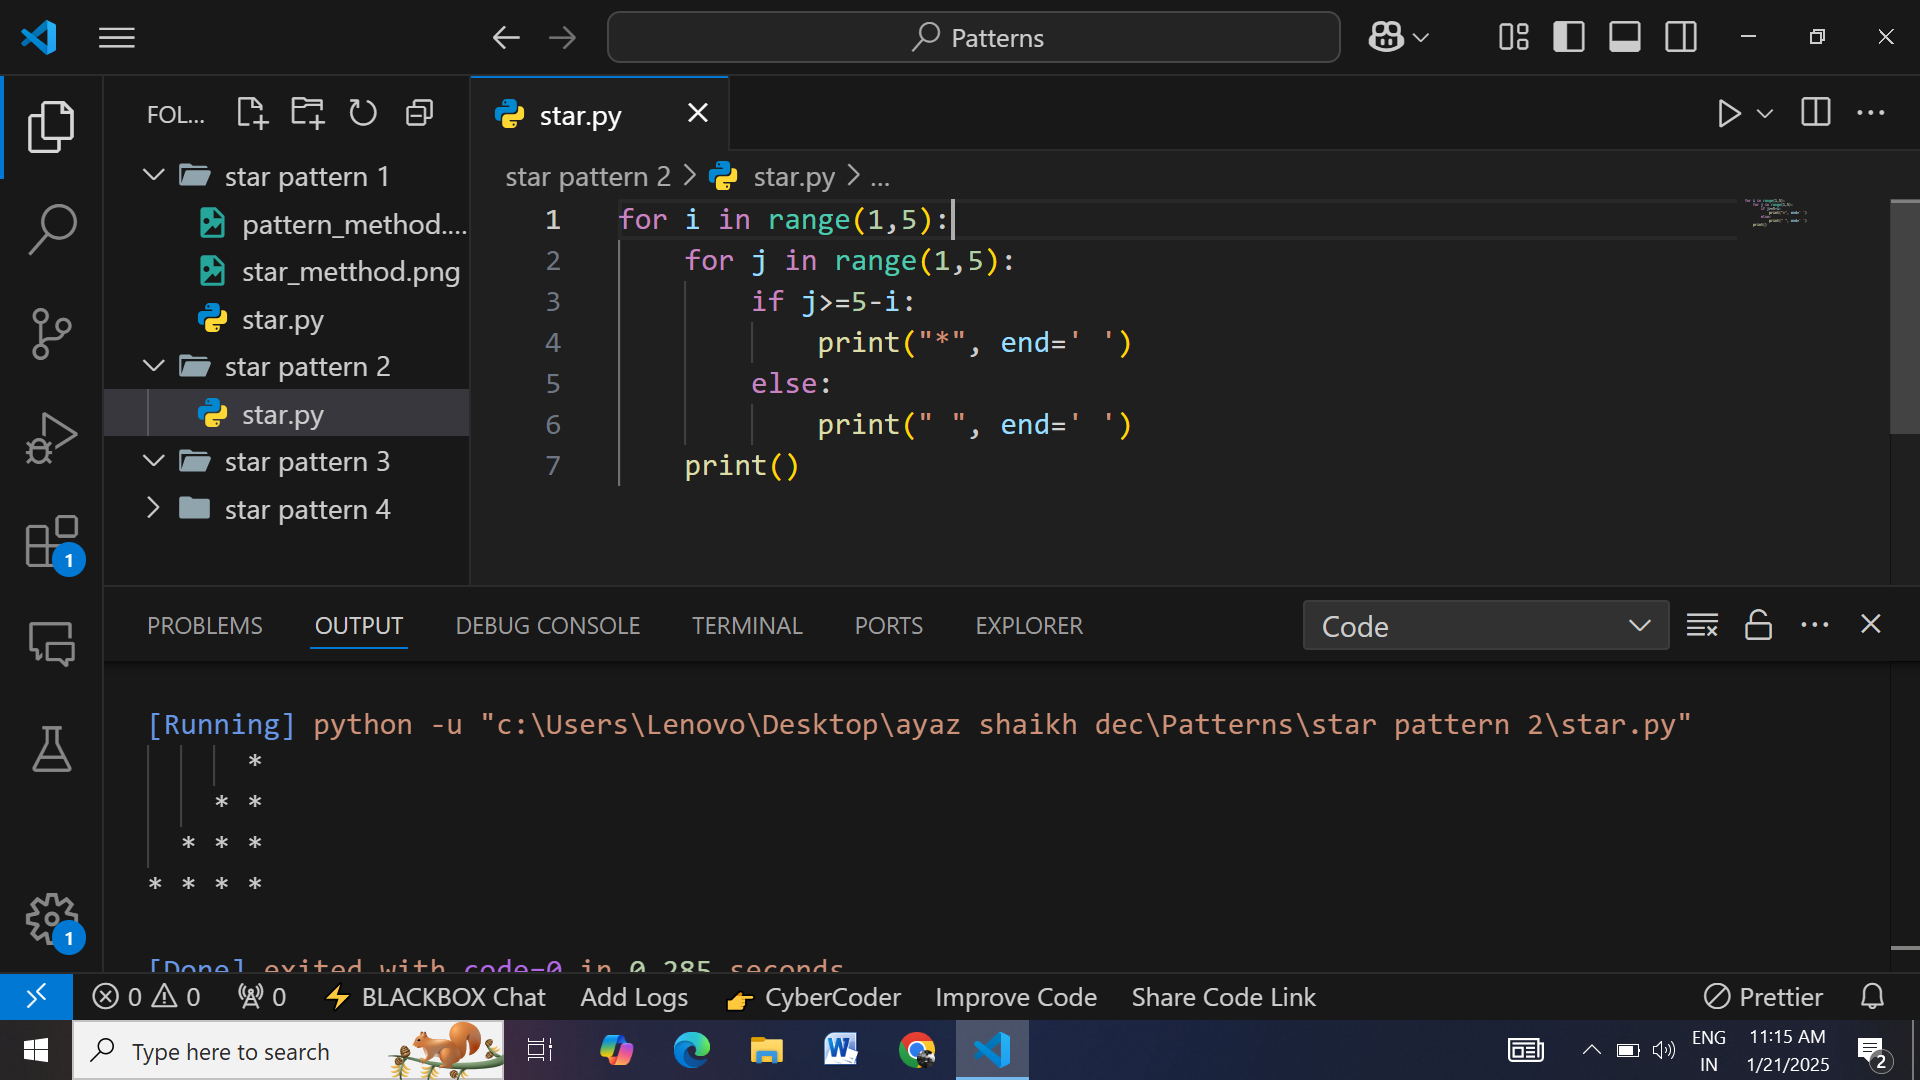 Patterns
FOL...
star.py
star pattern 1
pattern_method....
star_metthod.png
star.py
star pattern 2
star.py
star pattern 3
star pattern 4
star pattern 2 > star.py > ...
1 for i in range(1,5):
2 for j in range(1,5):
3 if j>=5-i:
4 print("*", end=' ')
5 else:
6 print(" ", end=' ')
7 print()
1
PROBLEMS OUTPUT DEBUG CONSOLE TERMINAL PORTS EXPLORER Code
[Running] python -u "c:\Users\Lenovo\Desktop\ayaz shaikh dec\Patterns\star pattern 2\star.py"
*
* *
* * *
* * * *
[Done] exited with code=0 in 0.285 seconds
1
0 0 0 BLACKBOX Chat Add Logs CyberCoder Improve Code Share Code Link Prettier
Type here to search
W
ENG
IN
11:15 AM
1/21/2025
2